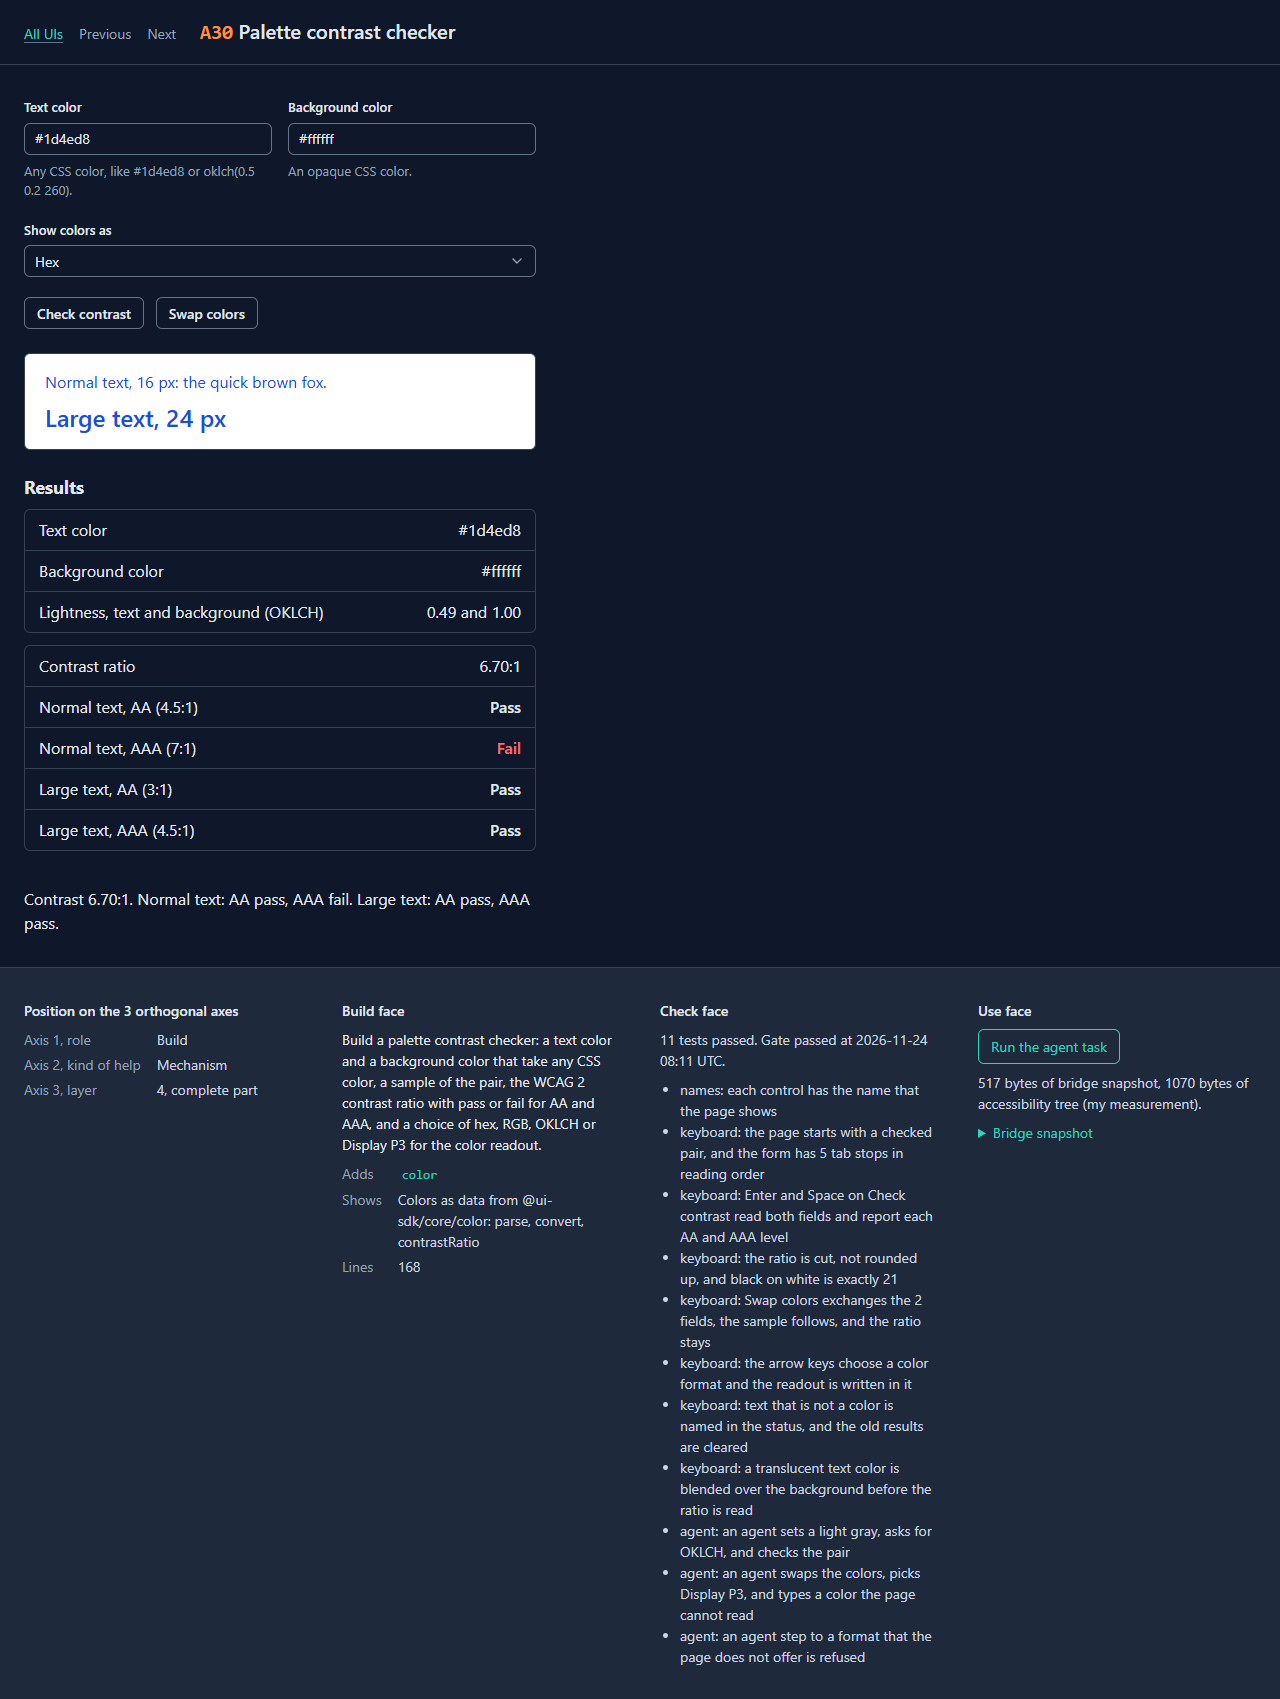 All UIs Previous Next A30 Palette contrast checker
Text color
#1d4ed8
Any CSS color, like #1d4ed8 or oklch(0.5
0.2 260).
Background color
#ffffff
An opaque CSS color.
Show colors as
Hex
Check contrast Swap colors
Normal text, 16 px: the quick brown fox.
Large text, 24 px
Results
Text color #1d4ed8
Background color #ffffff
Lightness, text and background (OKLCH) 0.49 and 1.00
Contrast ratio 6.70:1
Normal text, AA (4.5:1) Pass
Normal text, AAA (7:1) Fail
Large text, AA (3:1) Pass
Large text, AAA (4.5:1) Pass
Contrast 6.70:1. Normal text: AA pass, AAA fail. Large text: AA pass, AAA
pass.
Position on the 3 orthogonal axes
Axis 1, role Build
Axis 2, kind of help Mechanism
Axis 3, layer 4, complete part
Build face
Build a palette contrast checker: a text color
and a background color that take any CSS
color, a sample of the pair, the WCAG 2
contrast ratio with pass or fail for AA and
AAA, and a choice of hex, RGB, OKLCH or
Display P3 for the color readout.
Adds color
Shows Colors as data from @ui-
sdk/core/color: parse, convert,
contrastRatio
Lines 168
Check face
11 tests passed. Gate passed at 2026-11-24
08:11 UTC.
• names: each control has the name that
the page shows
• keyboard: the page starts with a checked
pair, and the form has 5 tab stops in
reading order
• keyboard: Enter and Space on Check
contrast read both fields and report each
AA and AAA level
• keyboard: the ratio is cut, not rounded
up, and black on white is exactly 21
• keyboard: Swap colors exchanges the 2
fields, the sample follows, and the ratio
stays
• keyboard: the arrow keys choose a color
format and the readout is written in it
• keyboard: text that is not a color is
named in the status, and the old results
are cleared
• keyboard: a translucent text color is
blended over the background before the
ratio is read
• agent: an agent sets a light gray, asks for
OKLCH, and checks the pair
• agent: an agent swaps the colors, picks
Display P3, and types a color the page
cannot read
• agent: an agent step to a format that the
page does not offer is refused
Use face
Run the agent task
517 bytes of bridge snapshot, 1070 bytes of
accessibility tree (my measurement).
▶ Bridge snapshot